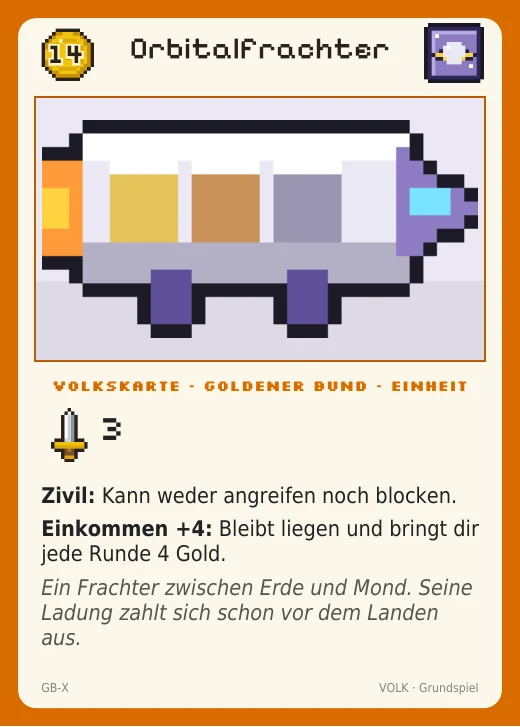 14
OrbitalFrachter
VOLKSKARTE · GOLDENER BUND · EINHEIT
3
Zivil: Kann weder angreifen noch blocken.
Einkommen +4: Bleibt liegen und bringt dir
jede Runde 4 Gold.
Ein Frachter zwischen Erde und Mond. Seine
Ladung zahlt sich schon vor dem Landen
aus.
GB-X
VOLK · Grundspiel